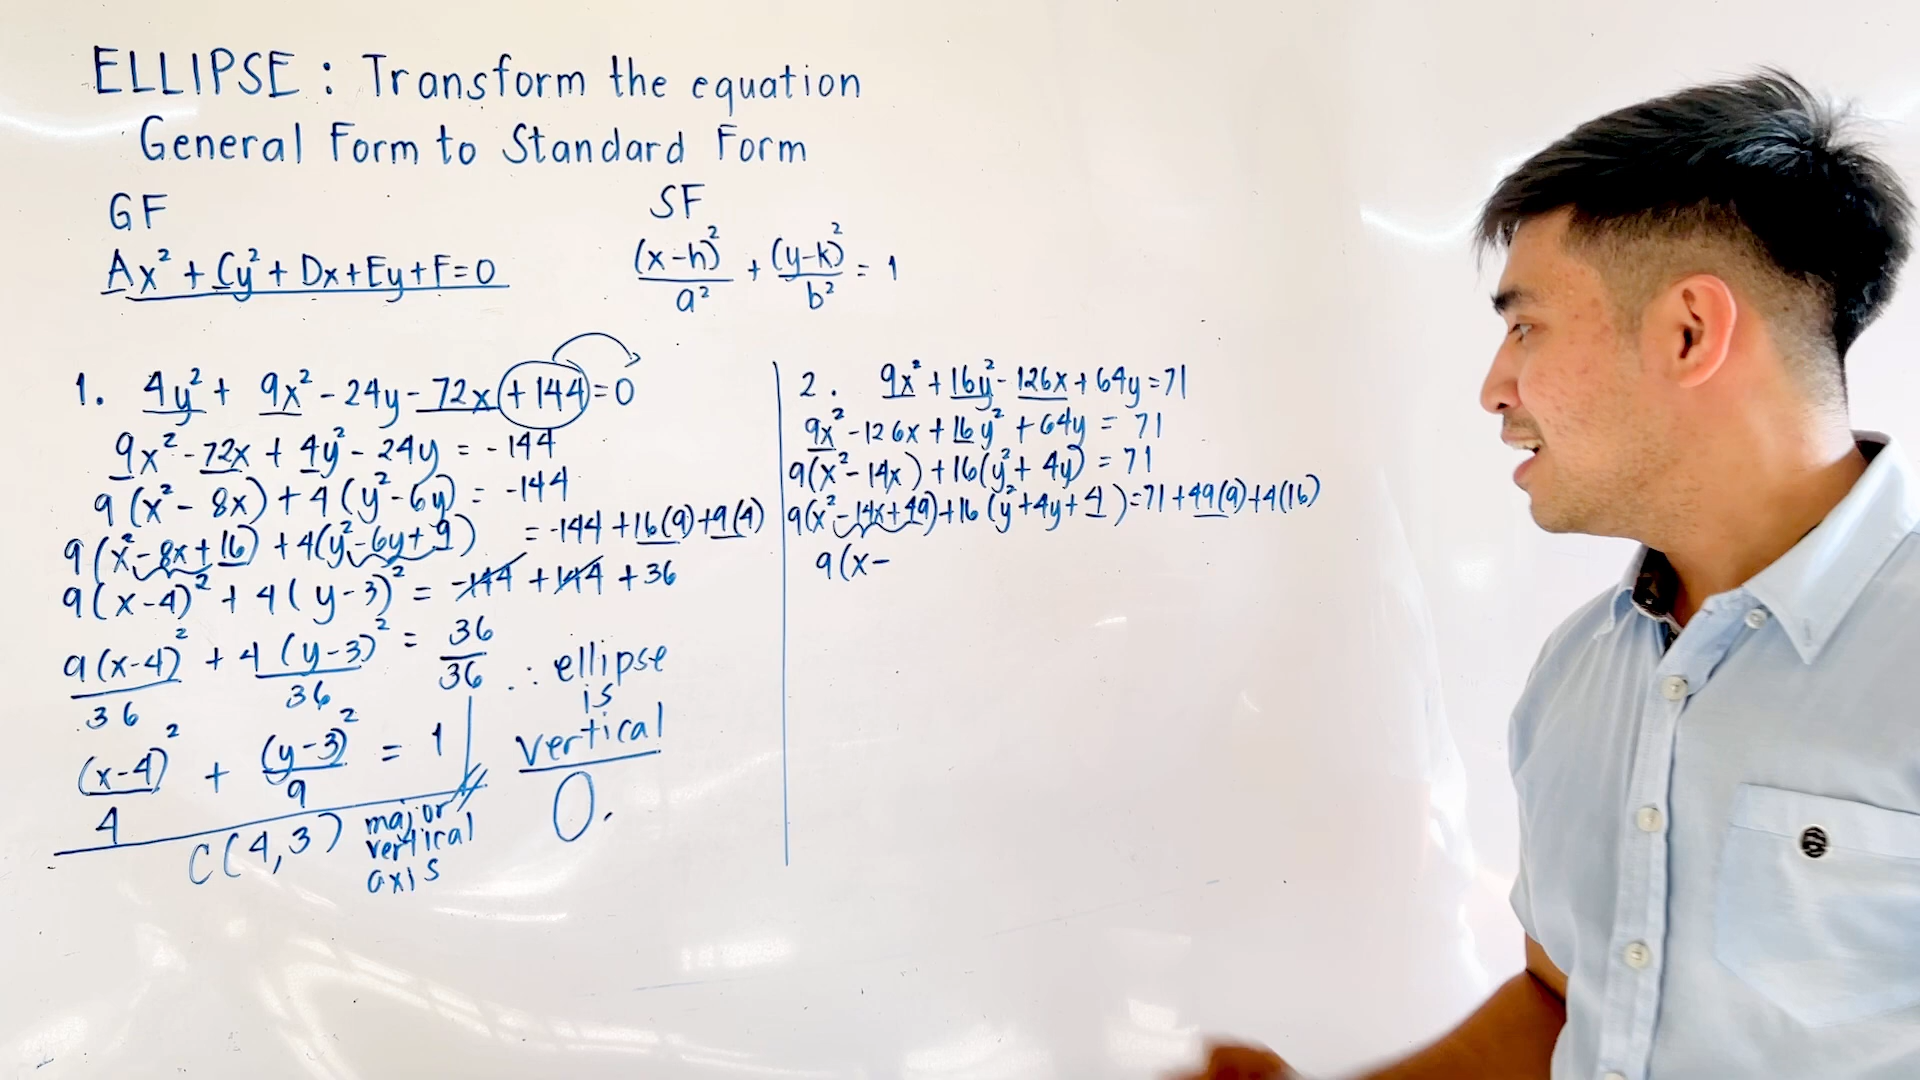 ELLIPSE : Transform the equation
General Form to Standard Form
GF
Ax² + Cy² + Dx + Ey + F = 0
SF
(x-h)²/a² + (y-k)²/b² = 1
1. 4y² + 9x² - 24y - 72x + 144 = 0
9x² - 72x + 4y² - 24y = -144
9(x² - 8x) + 4(y² - 6y) = -144
9(x² - 8x + 16) + 4(y² - 6y + 9) = -144 + 16(9) + 9(4)
9(x-4)² + 4(y-3)² = -144 + 144 + 36
9(x-4)²/36 + 4(y-3)²/36 = 36/36
(x-4)²/4 + (y-3)²/9 = 1
C(4,3)
major
vertical
axis
∴ ellipse
is
vertical
2. 9x² + 16y² - 126x + 64y = 71
9x² - 126x + 16y² + 64y = 71
9(x² - 14x) + 16(y² + 4y) = 71
9(x² - 14x + 49) + 16(y² + 4y + 4) = 71 + 49(9) + 4(16)
9(x-